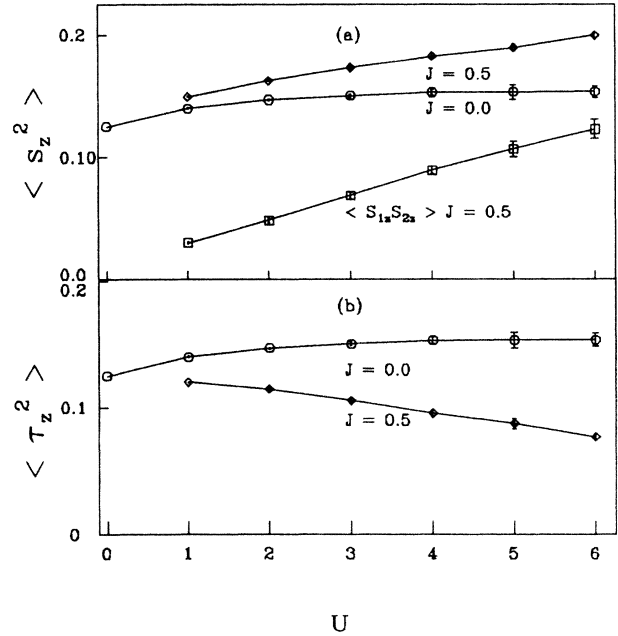 0.2
(a)
J = 0.5
J = 0.0
0.10
< S_z^2 >
< S_{1z}S_{2z} > J = 0.5
0.0
0.2
(b)
J = 0.0
0.1
< τ_z^2 >
J = 0.5
0
0 1 2 3 4 5 6
U